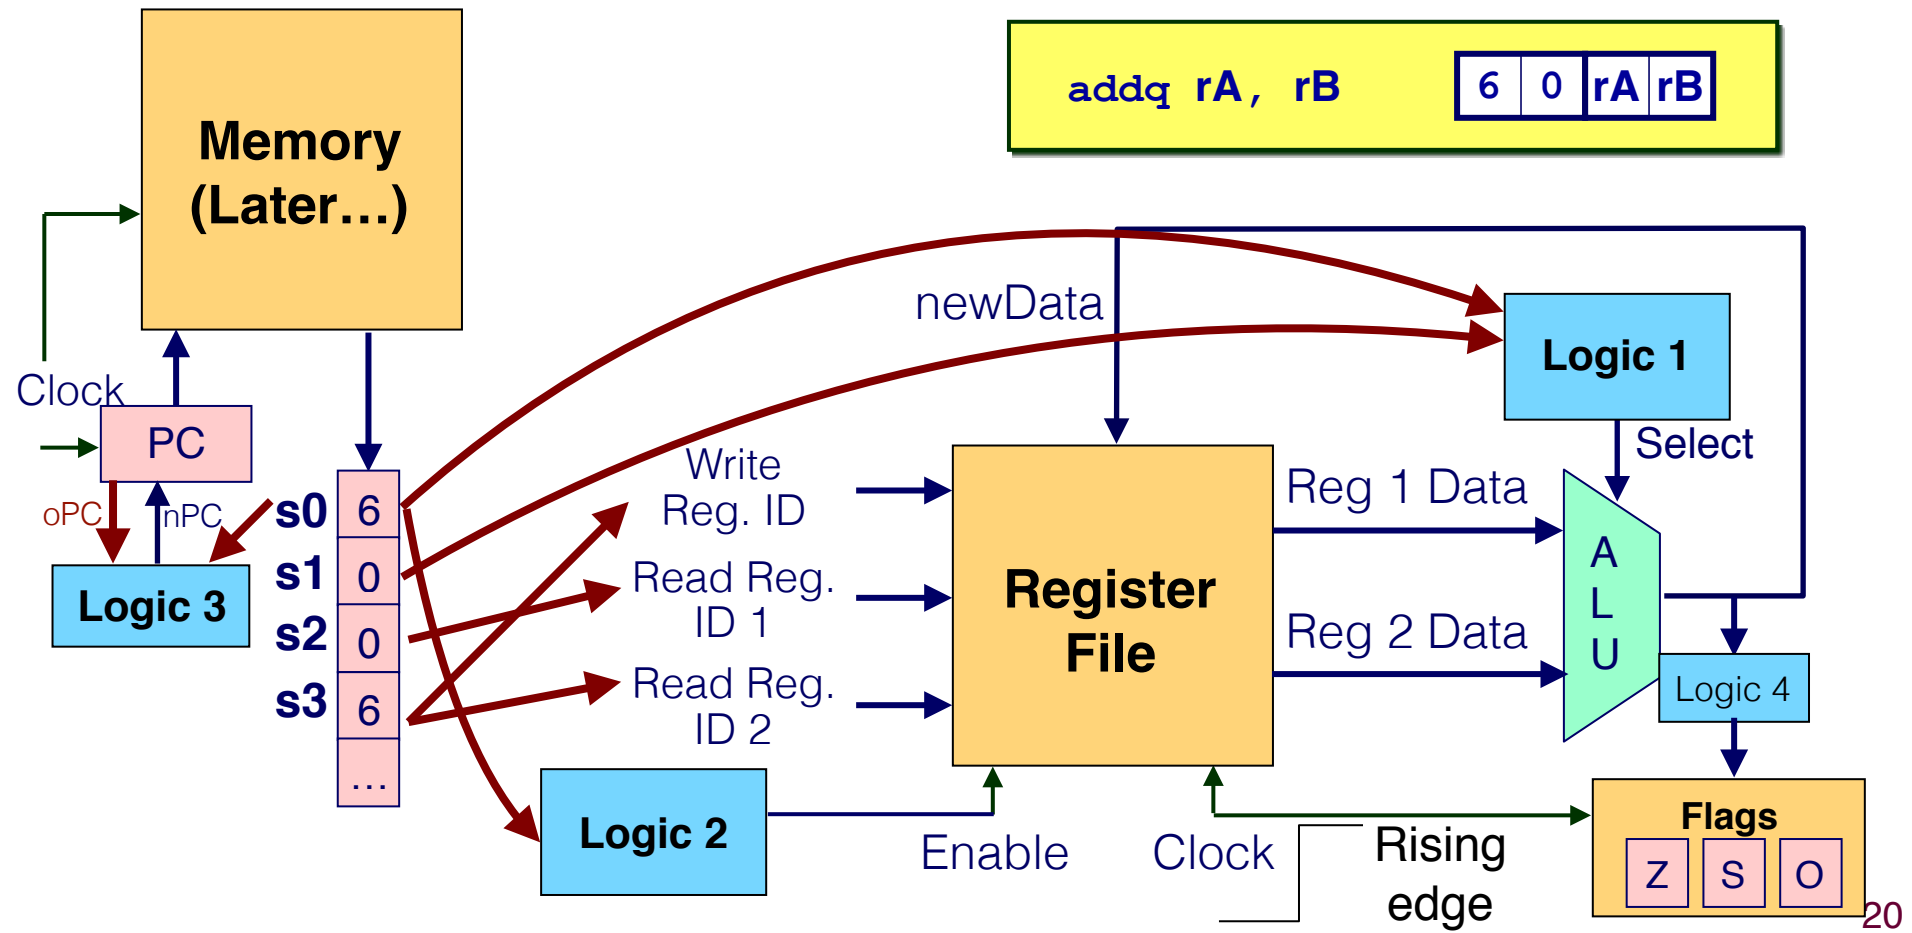 addq rA, rB 6 0 rA rB
Memory
(Later...)
newData
Logic 1
Clock
PC
Select
oPC
nPC
Logic 3
s0 6
s1 0
s2 0
s3 6
...
Write
Reg. ID
Read Reg.
ID 1
Read Reg.
ID 2
Register
File
Reg 1 Data
Reg 2 Data
A
L
U
Logic 4
Logic 2
Enable
Clock
Rising
edge
Flags
Z S O
20